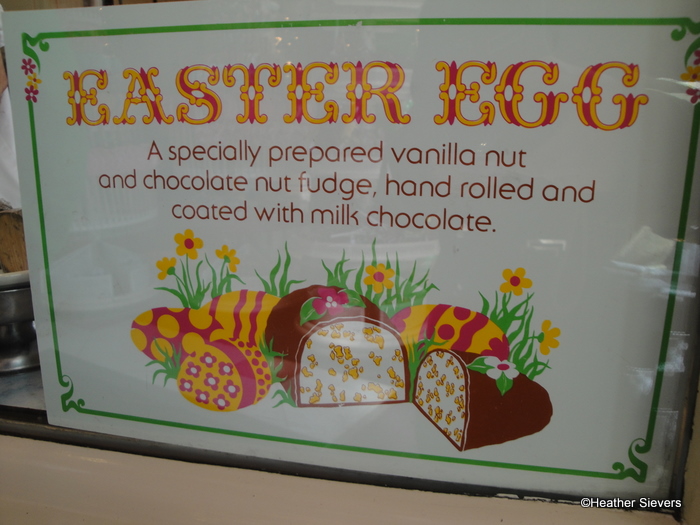 EASTER EGG
A specially prepared vanilla nut
and chocolate nut fudge, hand rolled and
coated with milk chocolate.
©Heather Sievers